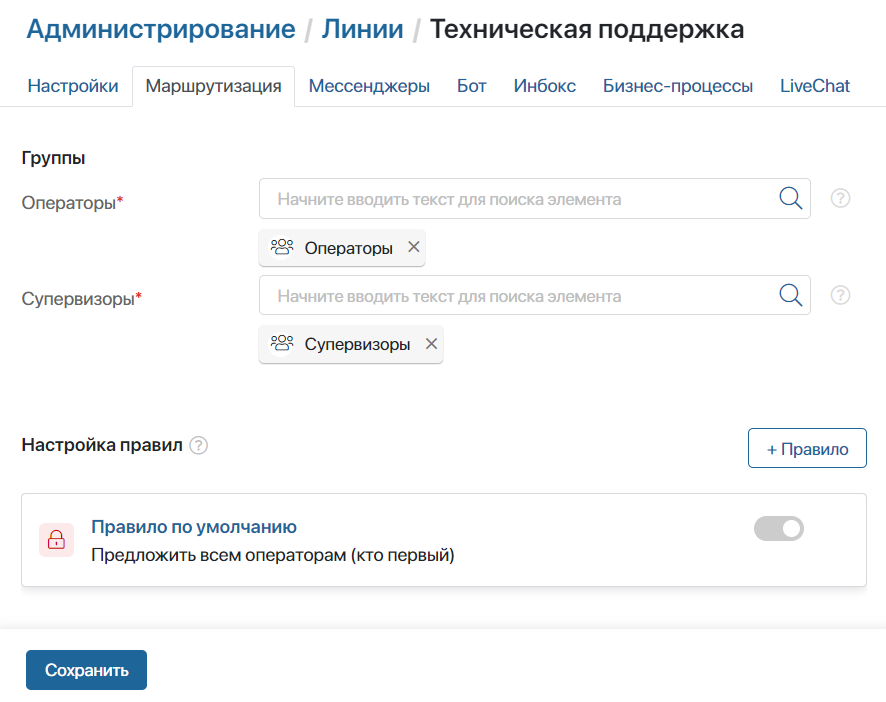 Администрирование / Линии / Техническая поддержка
Настройки Маршрутизация Мессенджеры Бот Инбокс Бизнес-процессы LiveChat
Группы
Операторы* Начните вводить текст для поиска элемента ?
Операторы ×
Супервизоры* Начните вводить текст для поиска элемента ?
Супервизоры ×
Настройка правил ? + Правило
Правило по умолчанию
Предложить всем операторам (кто первый)
Сохранить